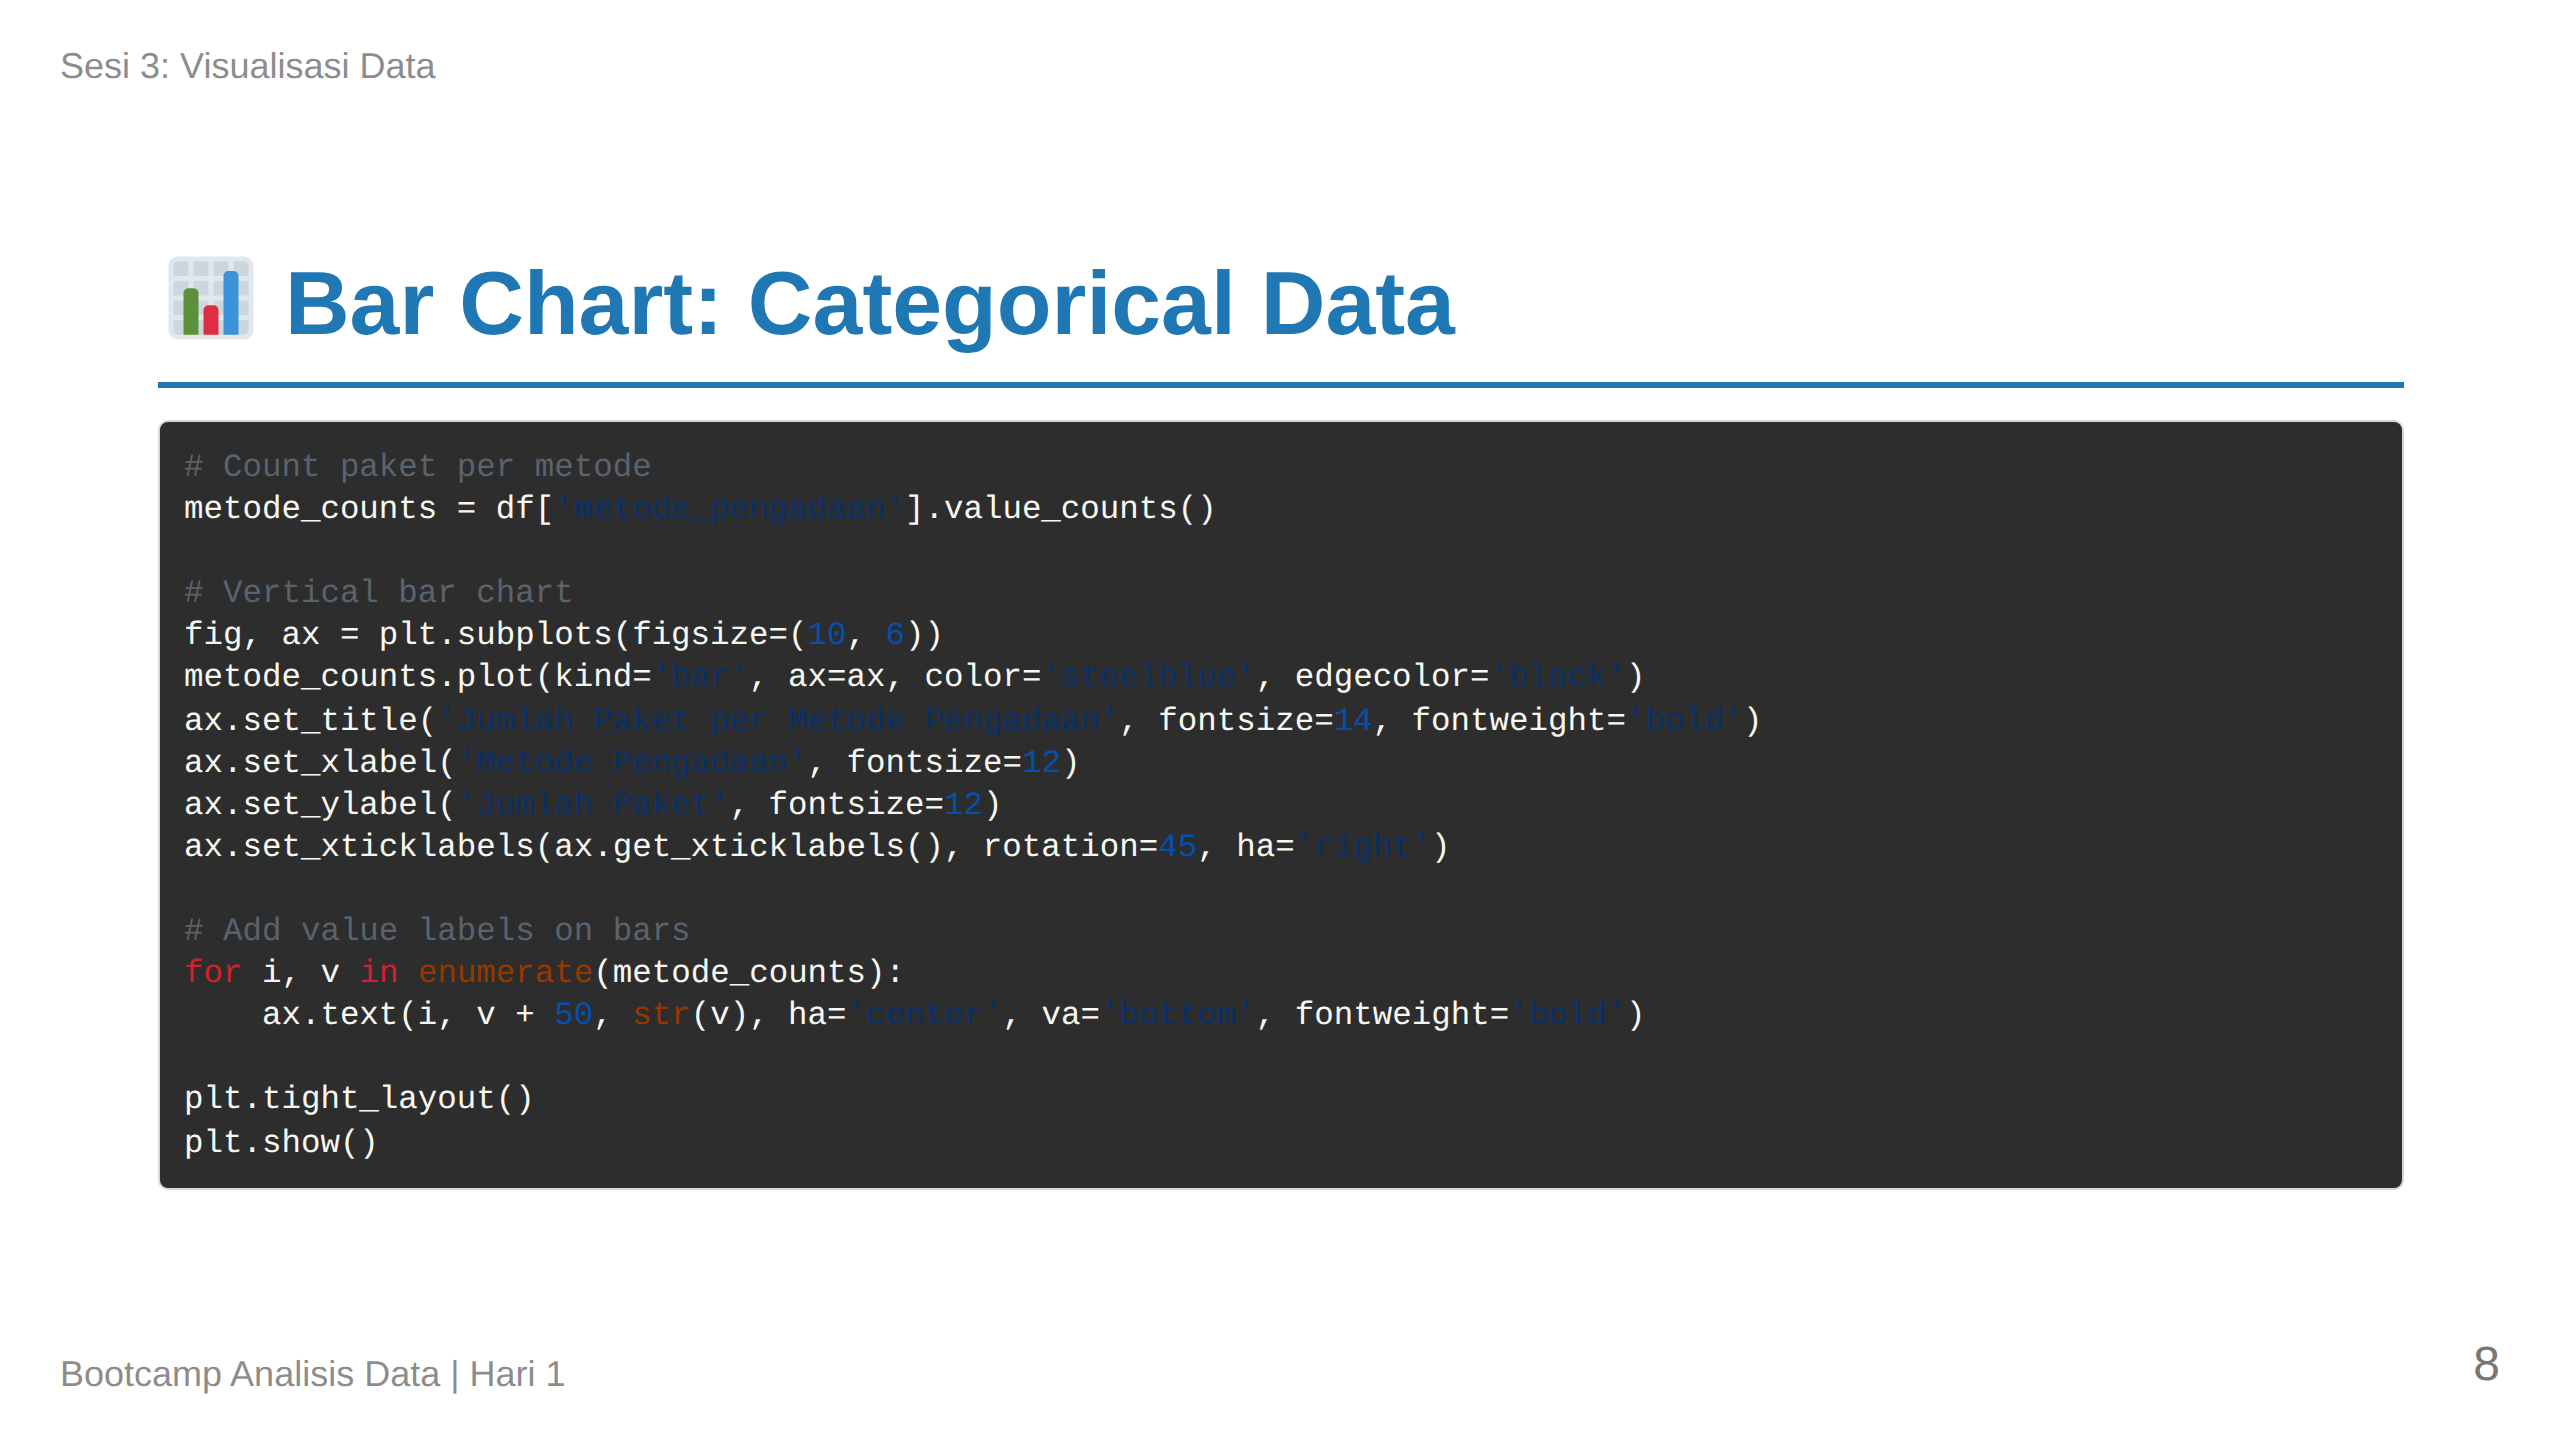 Sesi 3: Visualisasi Data
Bar Chart: Categorical Data
# Count paket per metode
metode_counts = df['metode_pengadaan'].value_counts()
# Vertical bar chart
fig, ax = plt.subplots(figsize=(10, 6))
metode_counts.plot(kind='bar', ax=ax, color='steelblue', edgecolor='black')
ax.set_title('Jumlah Paket per Metode Pengadaan', fontsize=14, fontweight='bold')
ax.set_xlabel('Metode Pengadaan', fontsize=12)
ax.set_ylabel('Jumlah Paket', fontsize=12)
ax.set_xticklabels(ax.get_xticklabels(), rotation=45, ha='right')
# Add value labels on bars
for i, v in enumerate(metode_counts):
    ax.text(i, v + 50, str(v), ha='center', va='bottom', fontweight='bold')
plt.tight_layout()
plt.show()
Bootcamp Analisis Data | Hari 1
8